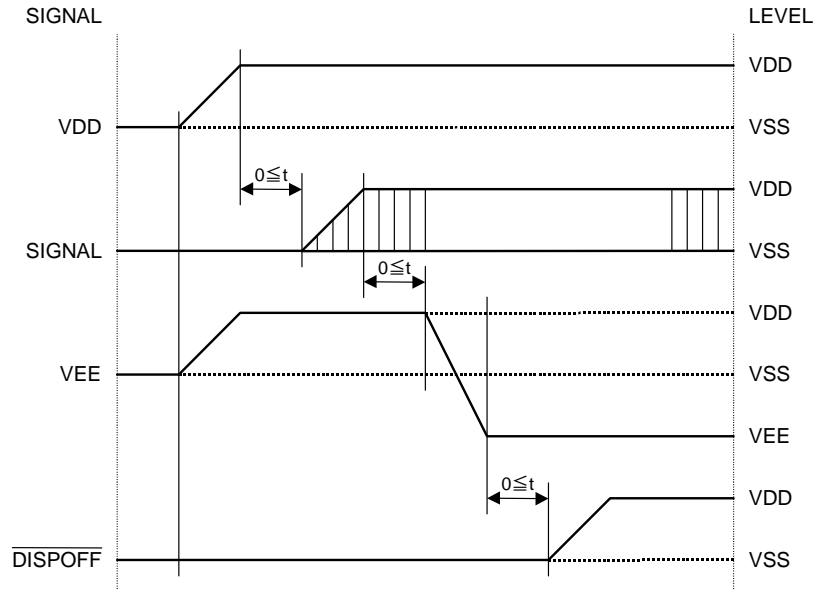 SIGNAL LEVEL
VDD
VDD VSS
0≦t
VDD
SIGNAL VSS
0≦t
VDD
VEE VSS
VEE
0≦t
VDD
DISPOFF VSS